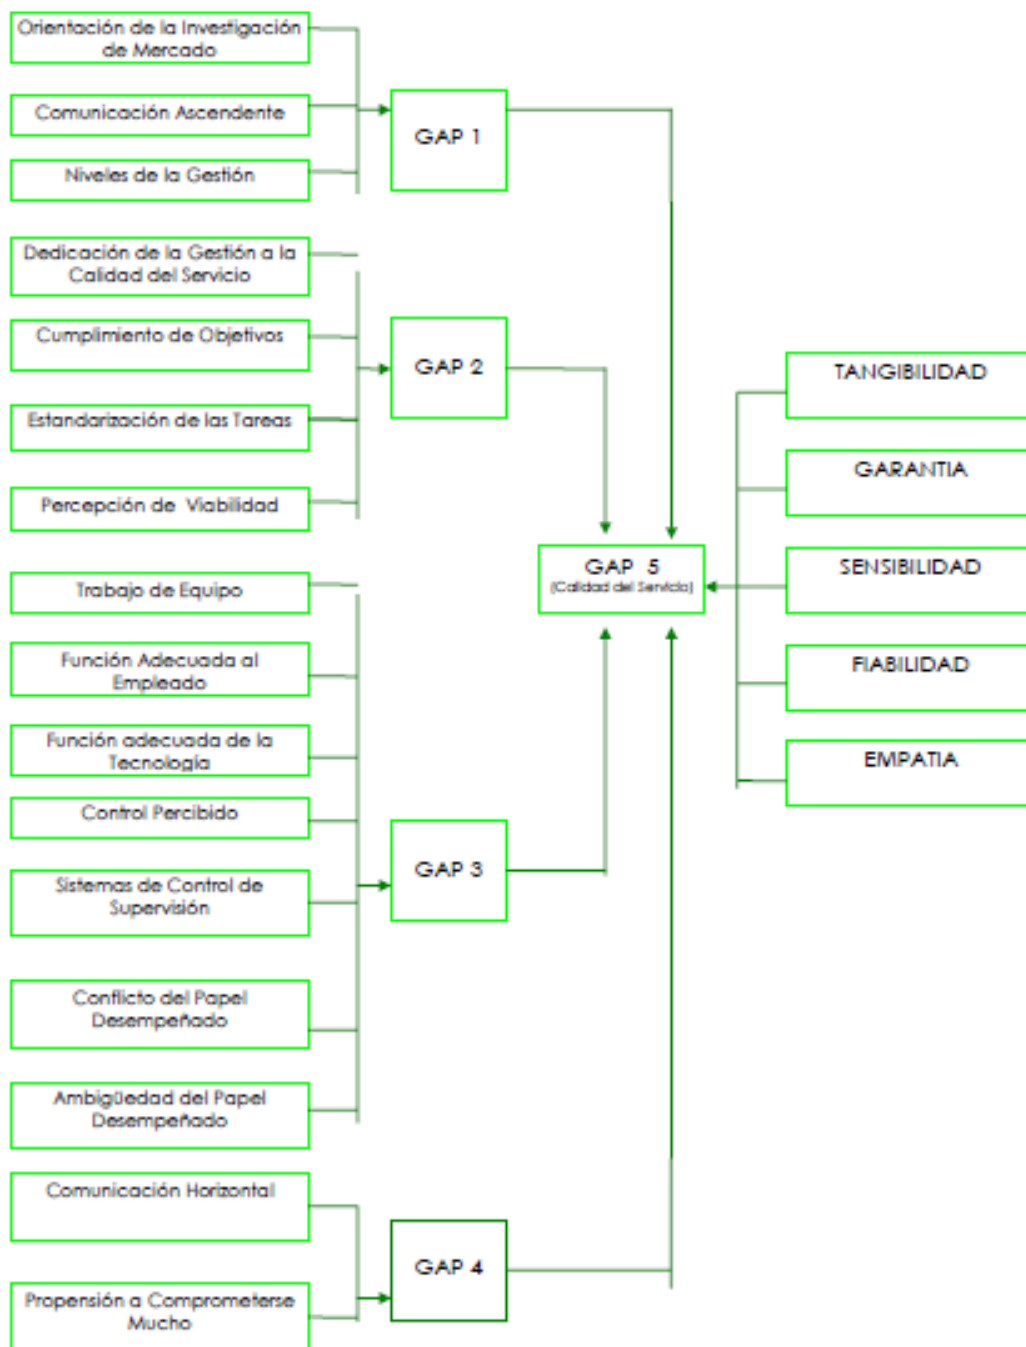 Orientación de la Investigación
de Mercado
Comunicación Ascendente
Niveles de la Gestión
GAP 1
Dedicación de la Gestión a la
Calidad del Servicio
Cumplimiento de Objetivos
Estandarización de las Tareas
Percepción de Viabilidad
GAP 2
Trabajo de Equipo
Función Adecuada al
Empleado
Función adecuada de la
Tecnología
Control Percibido
Sistemas de Control de
Supervisión
Conflicto del Papel
Desempeñado
Ambigüedad del Papel
Desempeñado
GAP 3
Comunicación Horizontal
Propensión a Comprometerse
Mucho
GAP 4
GAP 5
(Calidad del Servicio)
TANGIBILIDAD
GARANTIA
SENSIBILIDAD
FIABILIDAD
EMPATIA